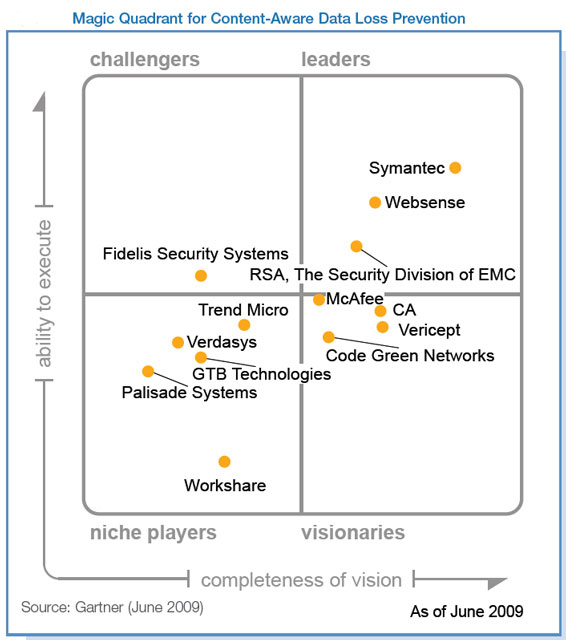 Magic Quadrant for Content-Aware Data Loss Prevention
challengers
leaders
Symantec
Websense
Fidelis Security Systems
RSA, The Security Division of EMC
McAfee
Trend Micro
CA
Vericept
Verdasys
Code Green Networks
GTB Technologies
Palisade Systems
Workshare
niche players
visionaries
ability to execute
completeness of vision
Source: Gartner (June 2009)
As of June 2009